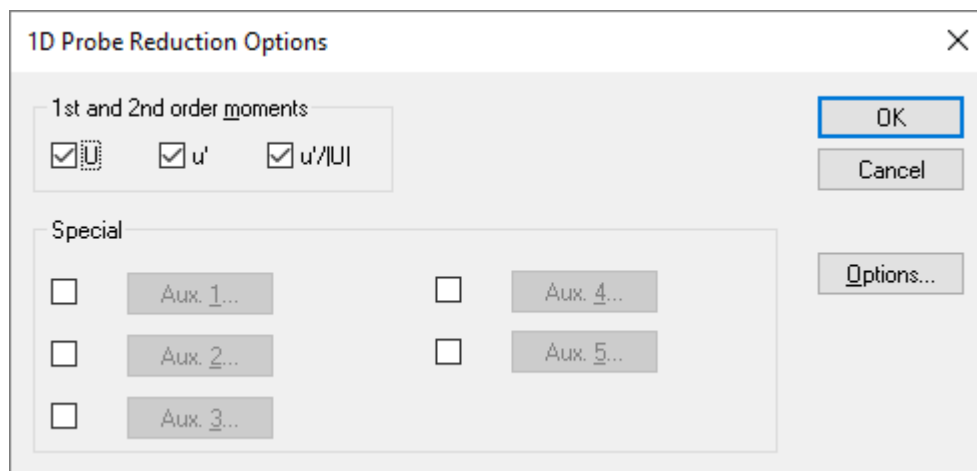 1D Probe Reduction Options
1st and 2nd order moments
U u' u'/|U|
OK
Cancel
Special
Aux. 1... Aux. 4...
Options...
Aux. 2... Aux. 5...
Aux. 3...